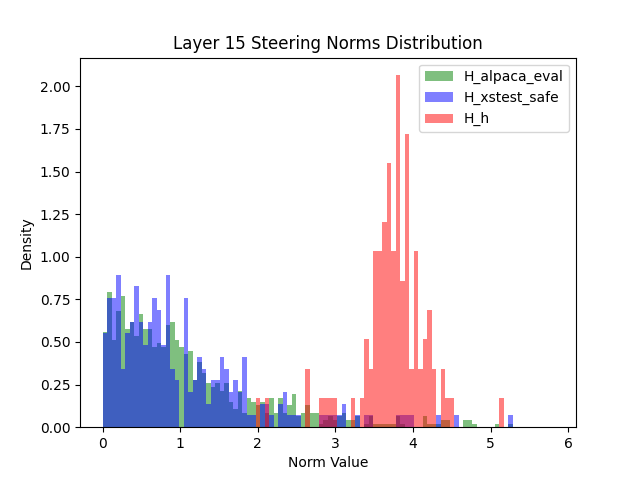 Layer 15 Steering Norms Distribution
H_alpaca_eval
H_xstest_safe
H_h
Density
2.00
1.75
1.50
1.25
1.00
0.75
0.50
0.25
0.00
0 1 2 3 4 5 6
Norm Value